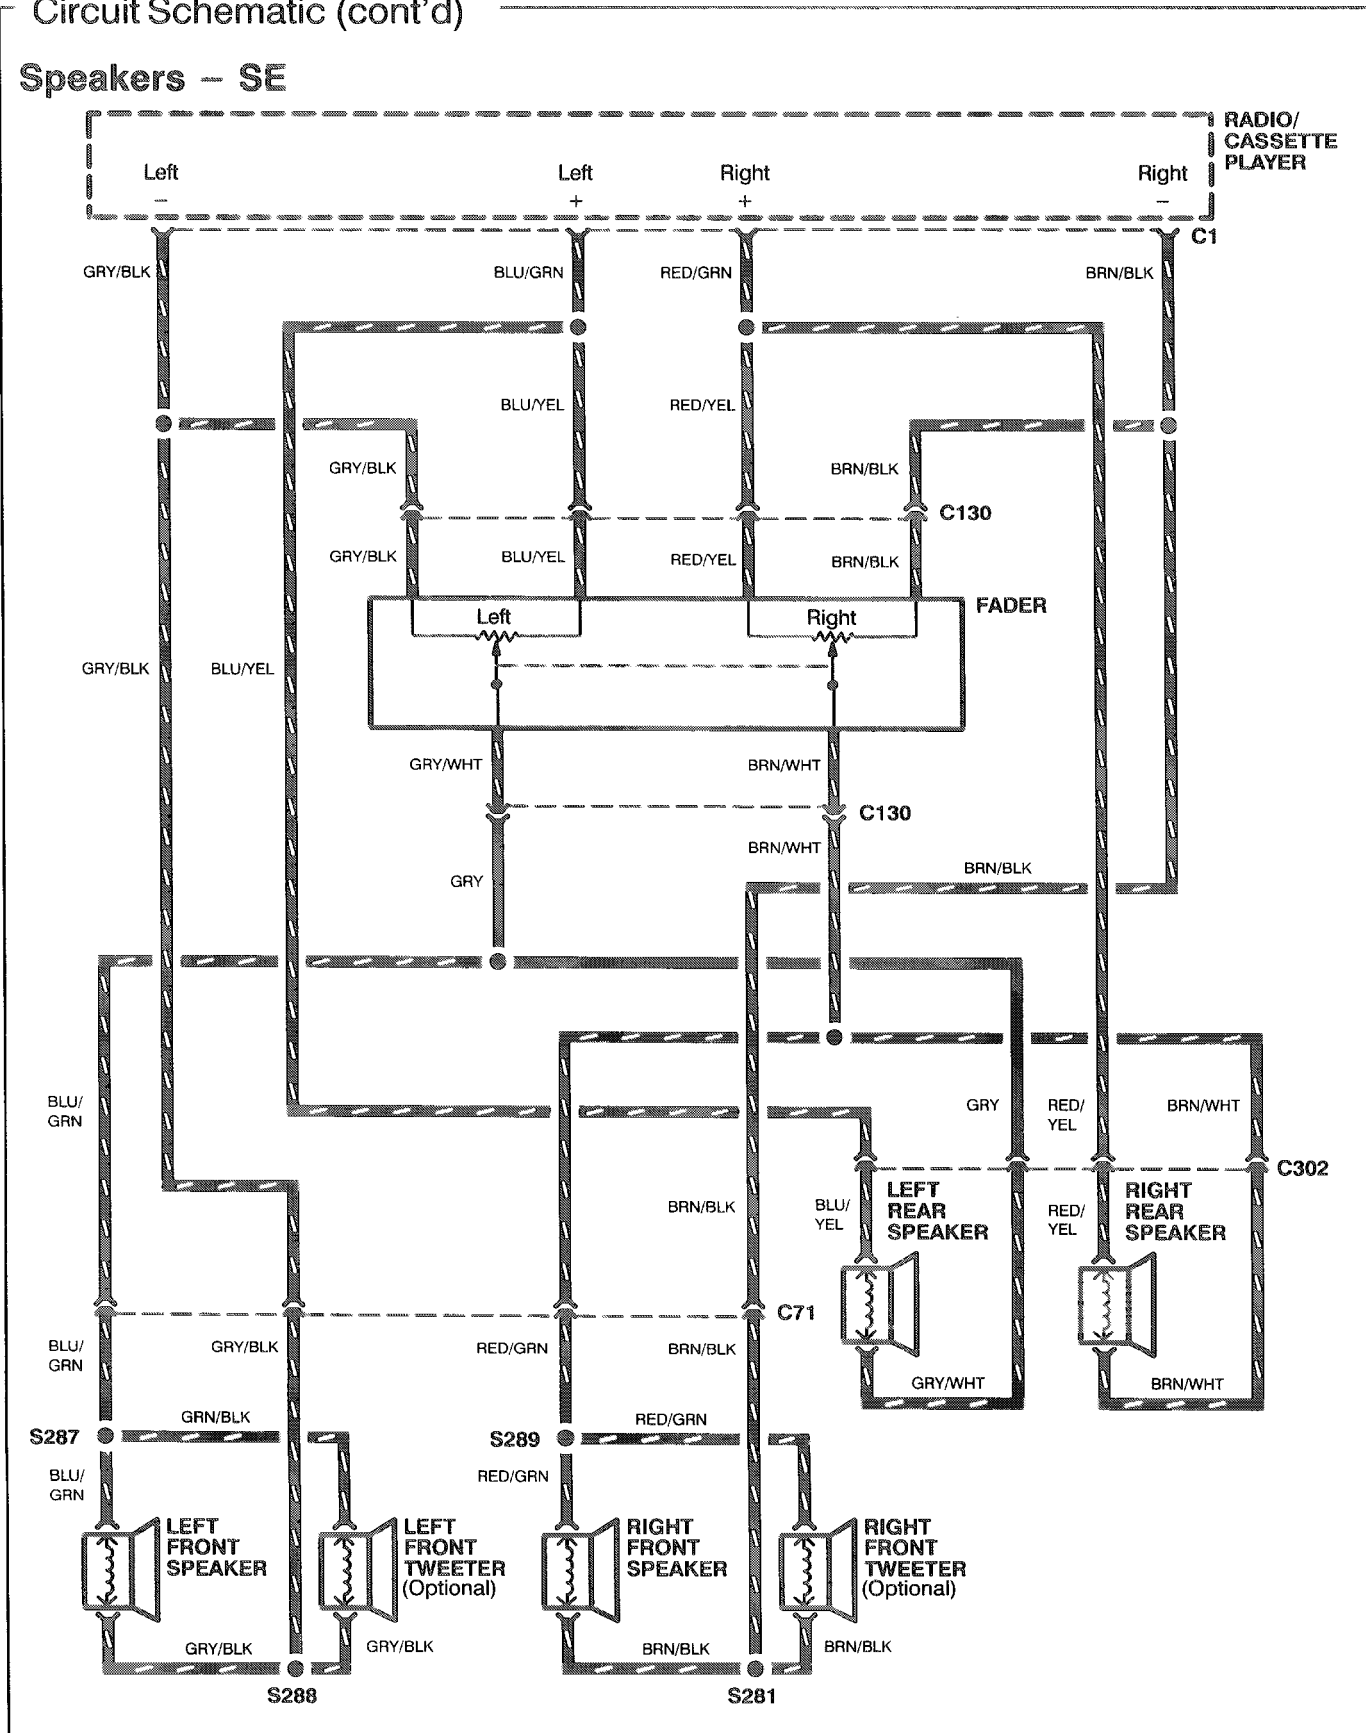 Circuit Schematic (cont'd)
Speakers – SE
RADIO/
CASSETTE
PLAYER
Left
Left
Right
Right
–
+
+
–
C1
GRY/BLK
BLU/GRN
RED/GRN
BRN/BLK
BLU/YEL
RED/YEL
GRY/BLK
BRN/BLK
C130
GRY/BLK
BLU/YEL
RED/YEL
BRN/BLK
FADER
Left
Right
GRY/BLK
BLU/YEL
GRY/WHT
BRN/WHT
C130
BRN/WHT
GRY
BRN/BLK
BLU/
GRN
GRY
RED/
YEL
BRN/WHT
C302
LEFT
REAR
SPEAKER
RIGHT
REAR
SPEAKER
BRN/BLK
BLU/
YEL
RED/
YEL
C71
BLU/
GRN
GRY/BLK
RED/GRN
BRN/BLK
GRY/WHT
BRN/WHT
GRN/BLK
RED/GRN
S287
S289
BLU/
GRN
RED/GRN
LEFT
FRONT
SPEAKER
LEFT
FRONT
TWEETER
(Optional)
RIGHT
FRONT
SPEAKER
RIGHT
FRONT
TWEETER
(Optional)
GRY/BLK
GRY/BLK
BRN/BLK
BRN/BLK
S288
S281